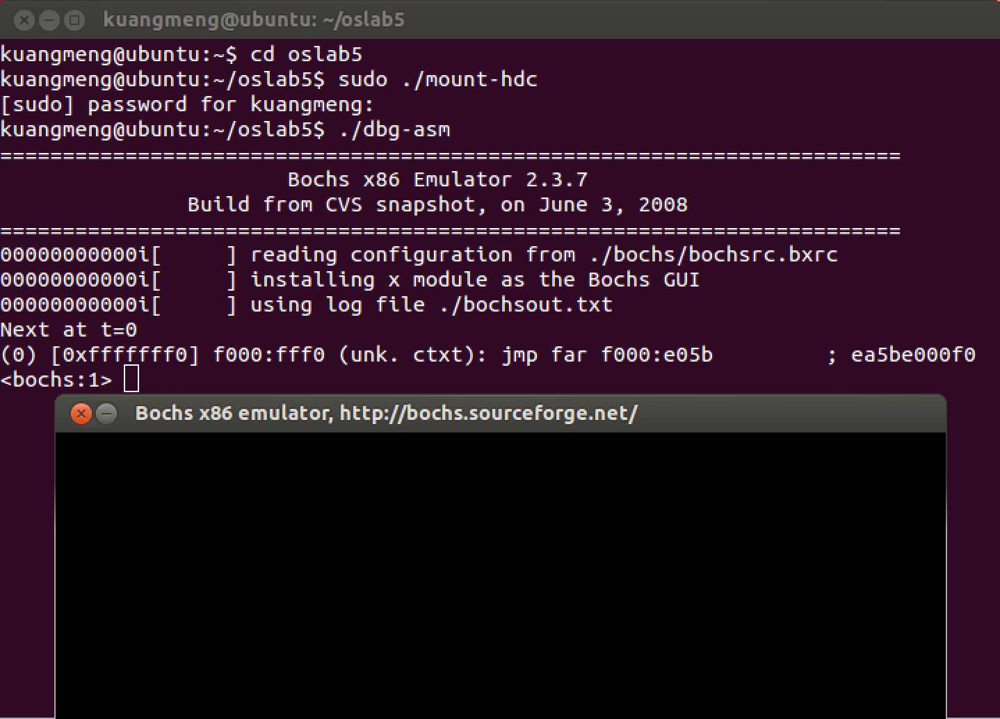 kuangmeng@ubuntu: ~/oslab5
kuangmeng@ubuntu:~$ cd oslab5
kuangmeng@ubuntu:~/oslab5$ sudo ./mount-hdc
[sudo] password for kuangmeng:
kuangmeng@ubuntu:~/oslab5$ ./dbg-asm
========================================================================
                       Bochs x86 Emulator 2.3.7
               Build from CVS snapshot, on June 3, 2008
========================================================================
00000000000i[     ] reading configuration from ./bochs/bochsrc.bxrc
00000000000i[     ] installing x module as the Bochs GUI
00000000000i[     ] using log file ./bochsout.txt
Next at t=0
(0) [0xfffffff0] f000:fff0 (unk. ctxt): jmp far f000:e05b         ; ea5be000f0
<bochs:1>
Bochs x86 emulator, http://bochs.sourceforge.net/